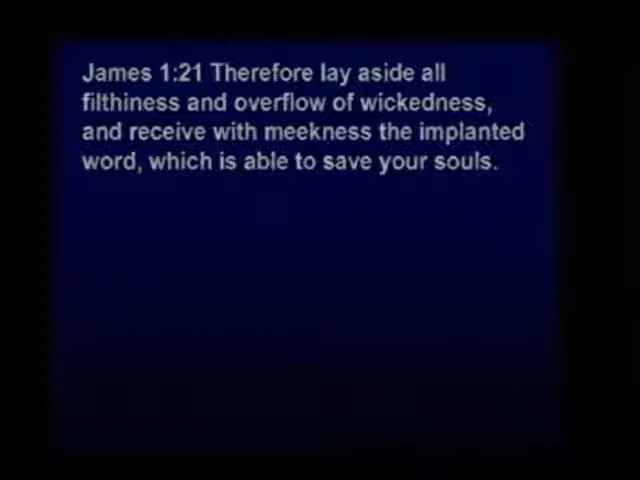 James 1:21 Therefore lay aside all
filthiness and overflow of wickedness,
and receive with meekness the implanted
word, which is able to save your souls.